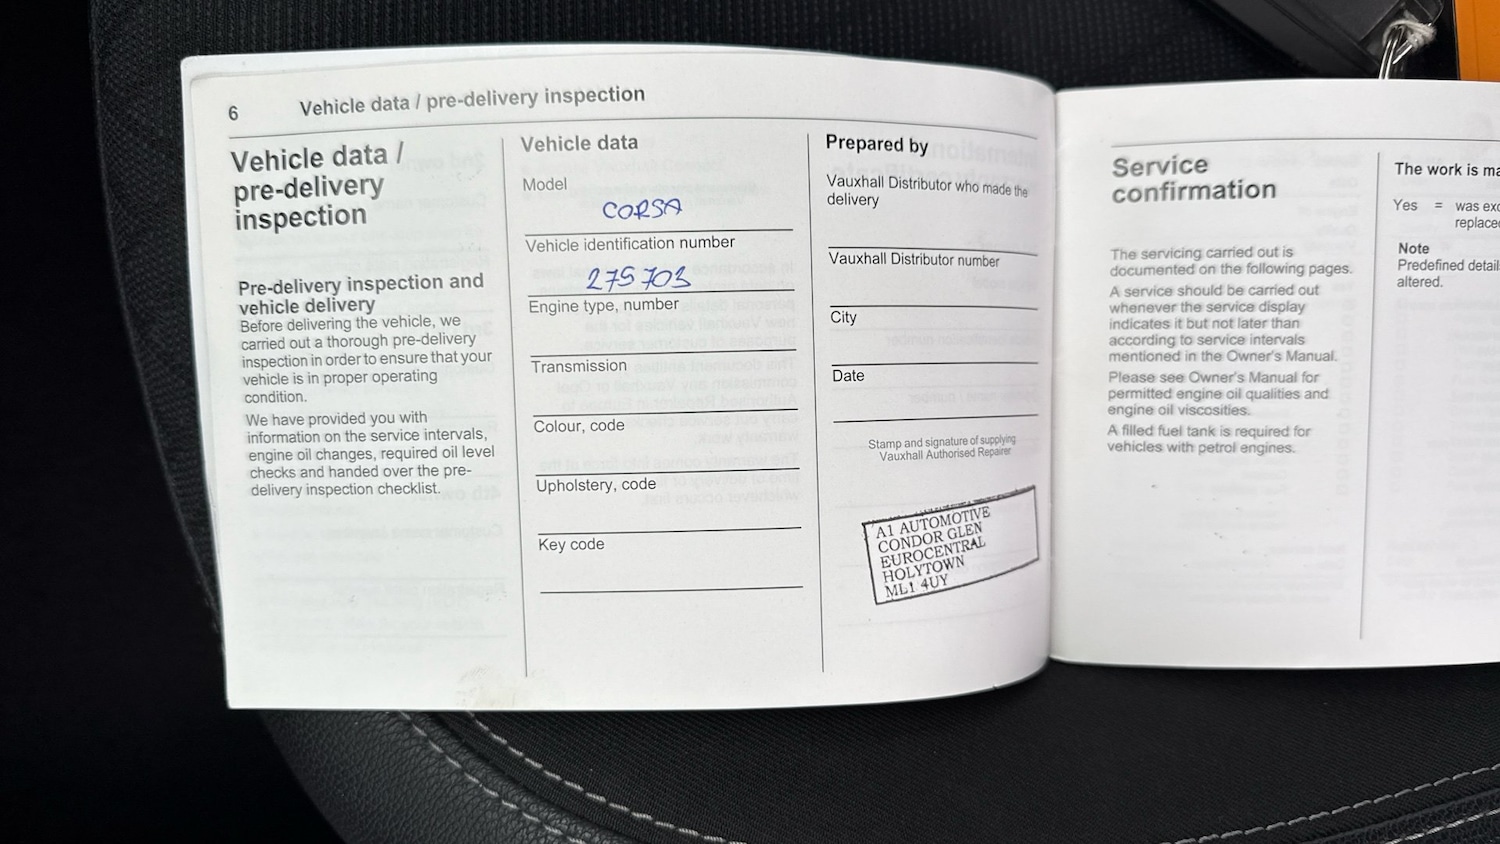 6 Vehicle data / pre-delivery inspection
Vehicle data /
pre-delivery
inspection
Pre-delivery inspection and
vehicle delivery
Before delivering the vehicle, we
carried out a thorough pre-delivery
inspection in order to ensure that your
vehicle is in proper operating
condition.
We have provided you with
information on the service intervals,
engine oil changes, required oil level
checks and handed over the pre-
delivery inspection checklist.
Vehicle data
Model
CORSA
Vehicle identification number
275703
Engine type, number
Transmission
Colour, code
Upholstery, code
Key code
Prepared by
Vauxhall Distributor who made the
delivery
Vauxhall Distributor number
City
Date
Stamp and signature of supplying
Vauxhall Authorised Repairer
A1 AUTOMOTIVE
CONDOR GLEN
EUROCENTRAL
HOLYTOWN
ML1 4UY
Service
confirmation
The servicing carried out is
documented on the following pages.
A service should be carried out
whenever the service display
indicates it but not later than
according to service intervals
mentioned in the Owner's Manual.
Please see Owner's Manual for
permitted engine oil qualities and
engine oil viscosities.
A filled fuel tank is required for
vehicles with petrol engines.
The work is
Yes = was
Note
Predefined
altered.